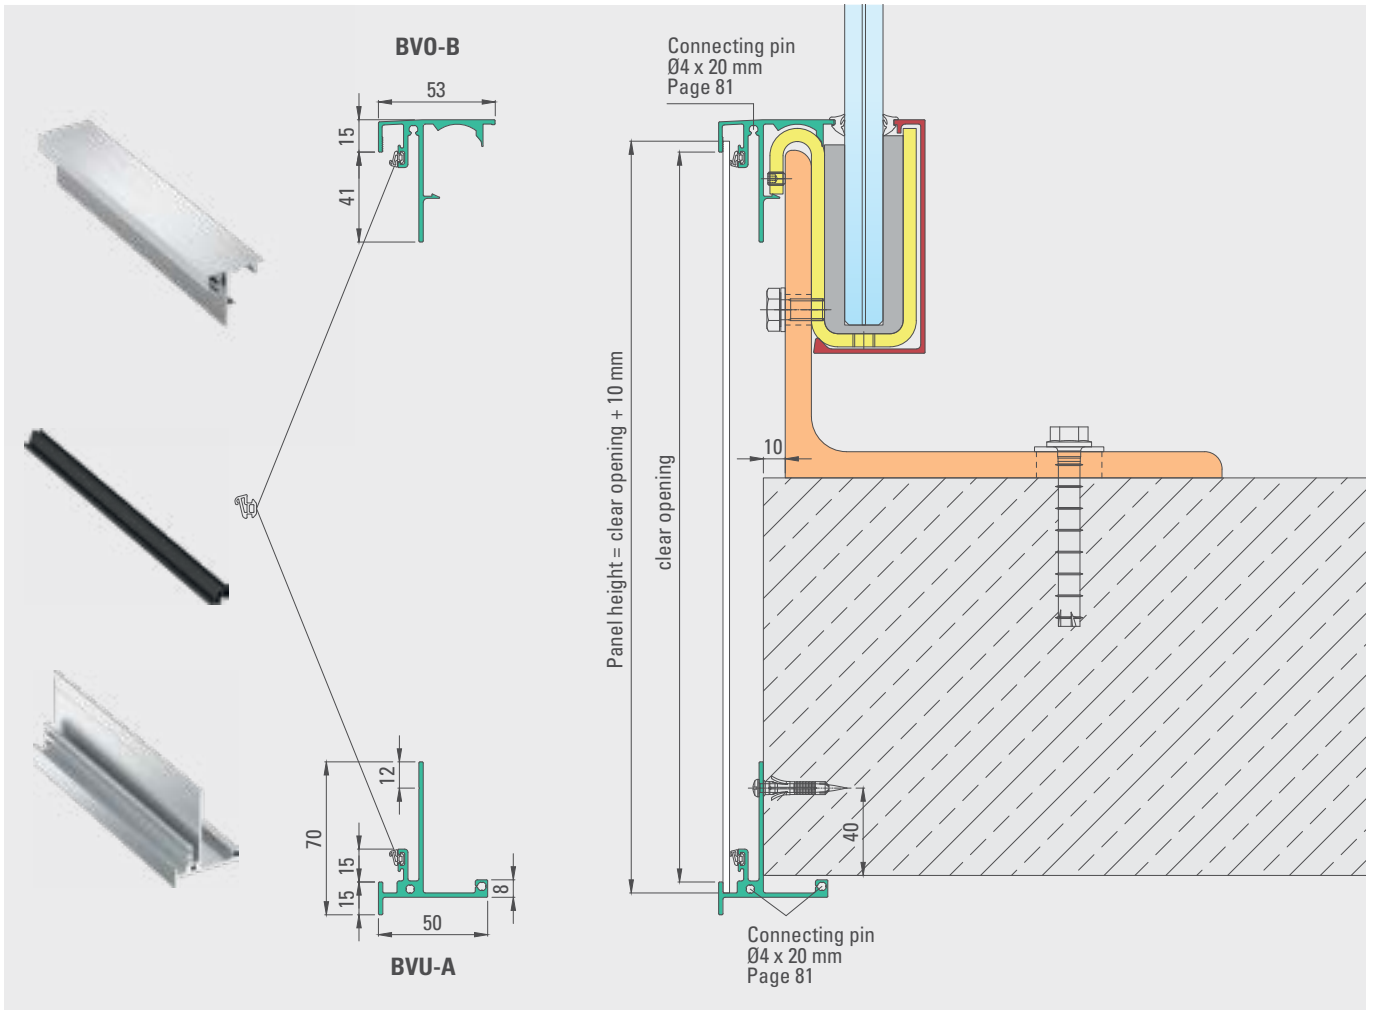 BVO-B
53
15
41
Connecting pin
Ø4 x 20 mm
Page 81
Panel height = clear opening + 10 mm
clear opening
10
12
70
15
15
8
50
BVU-A
40
Connecting pin
Ø4 x 20 mm
Page 81